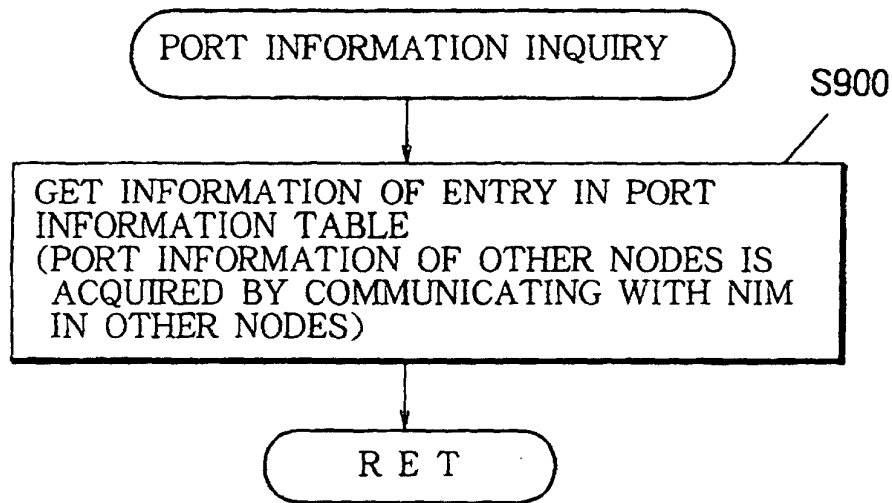 PORT INFORMATION INQUIRY
S900
GET INFORMATION OF ENTRY IN PORT
INFORMATION TABLE
(PORT INFORMATION OF OTHER NODES IS
ACQUIRED BY COMMUNICATING WITH NIM
IN OTHER NODES)
R E T